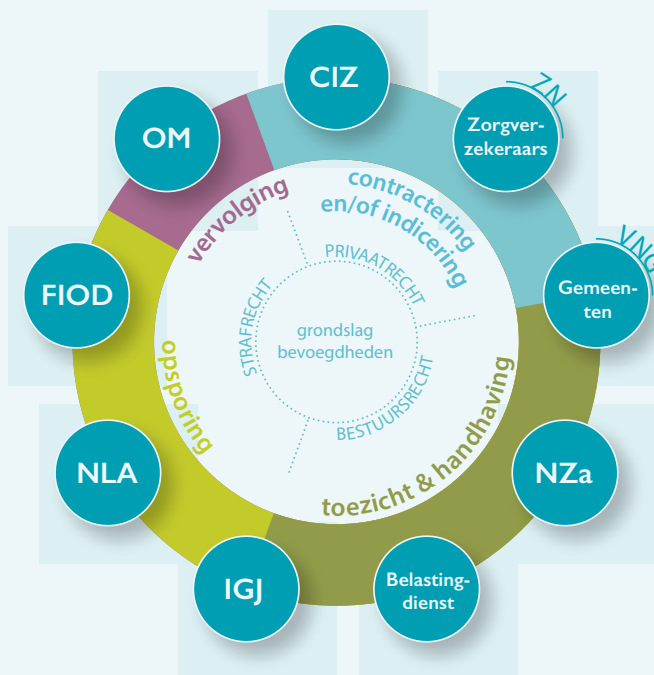 CIZ
ZN
Zorgver-
zekeraars
VNG
Gemeen-
ten
NZa
Belasting-
dienst
IGJ
NLA
FIOD
OM
vervolging
contractering
en/of indicering
toezicht & handhaving
opsporing
PRIVAATRECHT
BESTUURSRECHT
STRAFRECHT
grondslag
bevoegdheden